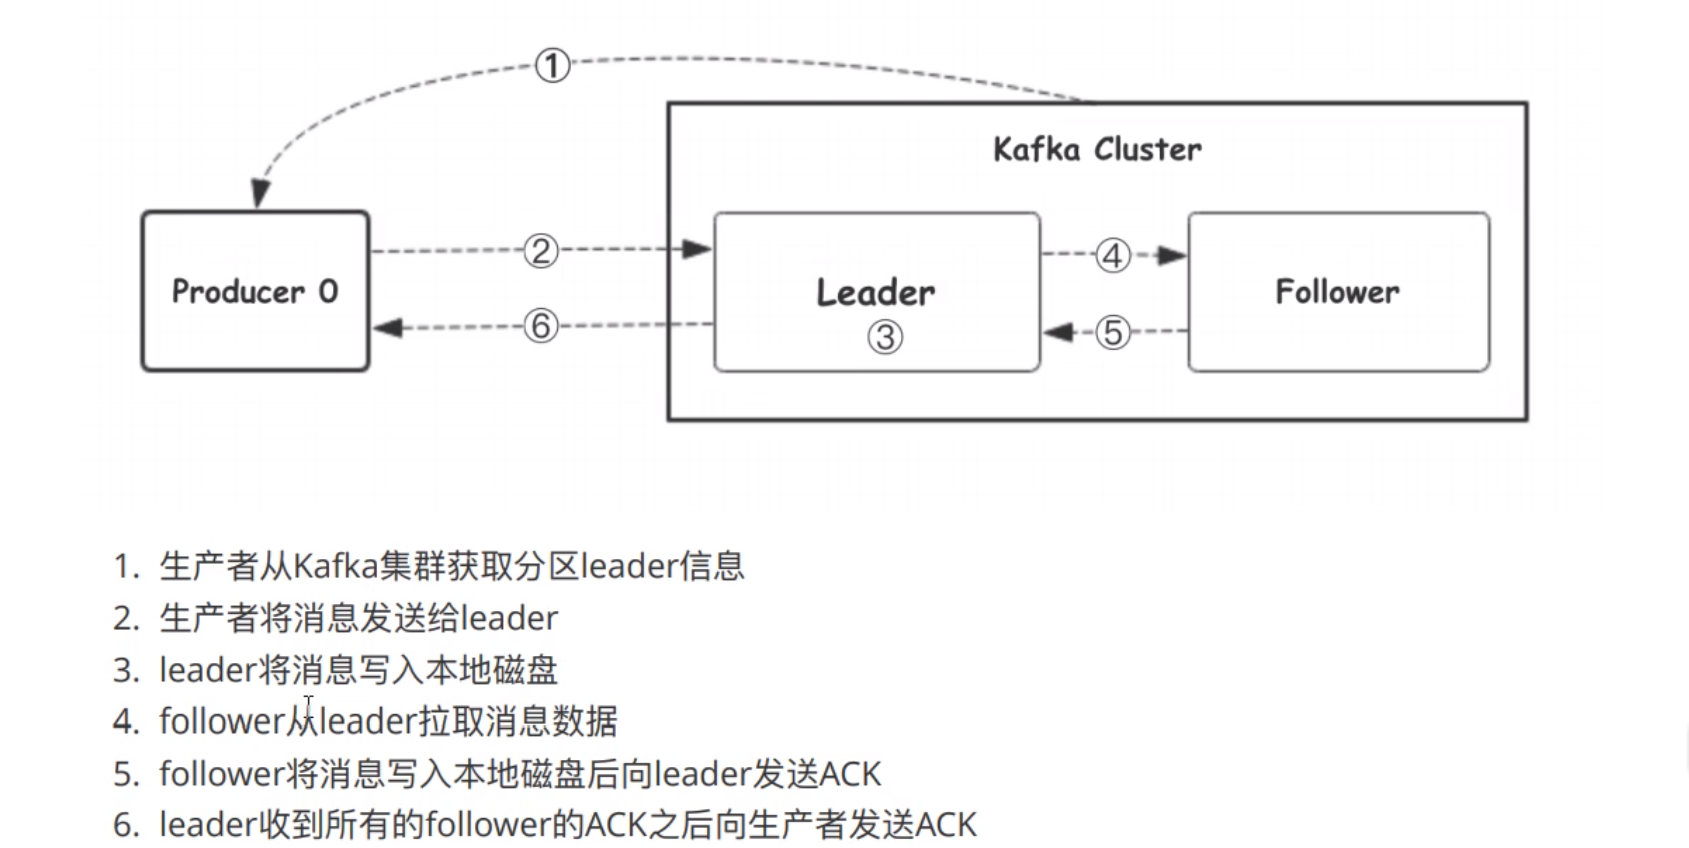 ①
Kafka Cluster
② ④
Producer 0 Leader Follower
⑥ ③ ⑤
1. 生产者从Kafka集群获取分区leader信息
2. 生产者将消息发送给leader
3. leader将消息写入本地磁盘
4. follower从leader拉取消息数据
5. follower将消息写入本地磁盘后向leader发送ACK
6. leader收到所有的follower的ACK之后向生产者发送ACK